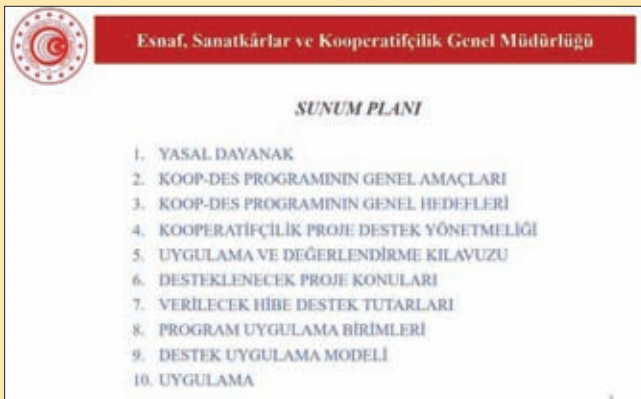 Esnaf, Sanatkârlar ve Kooperatifçilik Genel Müdürlüğü
SUNUM PLANI
1. YASAL DAYANAK
2. KOOP-DES PROGRAMININ GENEL AMAÇLARI
3. KOOP-DES PROGRAMININ GENEL HEDEFLERİ
4. KOOPERATİFÇİLİK PROJE DESTEK YÖNETMELİĞİ
5. UYGULAMA VE DEĞERLENDİRME KILAVUZU
6. DESTEKLENECEK PROJE KONULARI
7. VERİLECEK HİBE DESTEK TUTARLARI
8. PROGRAM UYGULAMA BİRİMLERİ
9. DESTEK UYGULAMA MODELİ
10. UYGULAMA